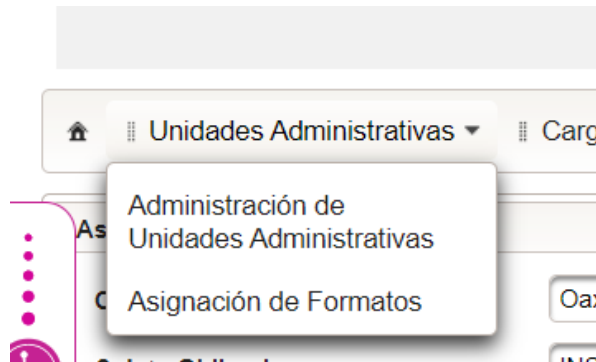 Unidades Administrativas
Administración de
Unidades Administrativas
Asignación de Formatos